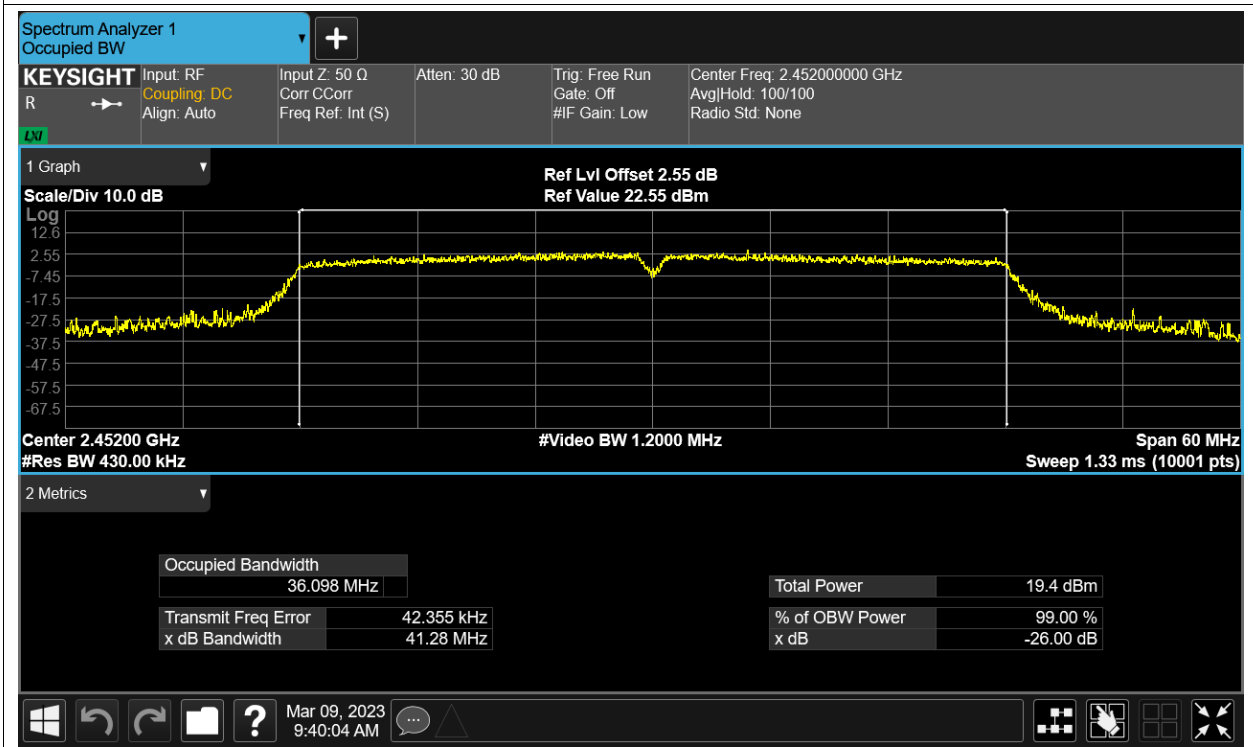 Spectrum Analyzer 1
Occupied BW
KEYSIGHT
R
LXI
Input: RF
Coupling: DC
Align: Auto
Input Z: 50 Ω
Corr CCorr
Freq Ref: Int (S)
Atten: 30 dB
Trig: Free Run
Gate: Off
#IF Gain: Low
Center Freq: 2.452000000 GHz
Avg|Hold: 100/100
Radio Std: None
1 Graph
Scale/Div 10.0 dB
Ref Lvl Offset 2.55 dB
Ref Value 22.55 dBm
Log
12.6
2.55
-7.45
-17.5
-27.5
-37.5
-47.5
-57.5
-67.5
Center 2.45200 GHz
#Video BW 1.2000 MHz
Span 60 MHz
#Res BW 430.00 kHz
Sweep 1.33 ms (10001 pts)
2 Metrics
Occupied Bandwidth
36.098 MHz
Total Power 19.4 dBm
Transmit Freq Error 42.355 kHz
% of OBW Power 99.00 %
x dB Bandwidth 41.28 MHz
x dB -26.00 dB
?
Mar 09, 2023
9:40:04 AM